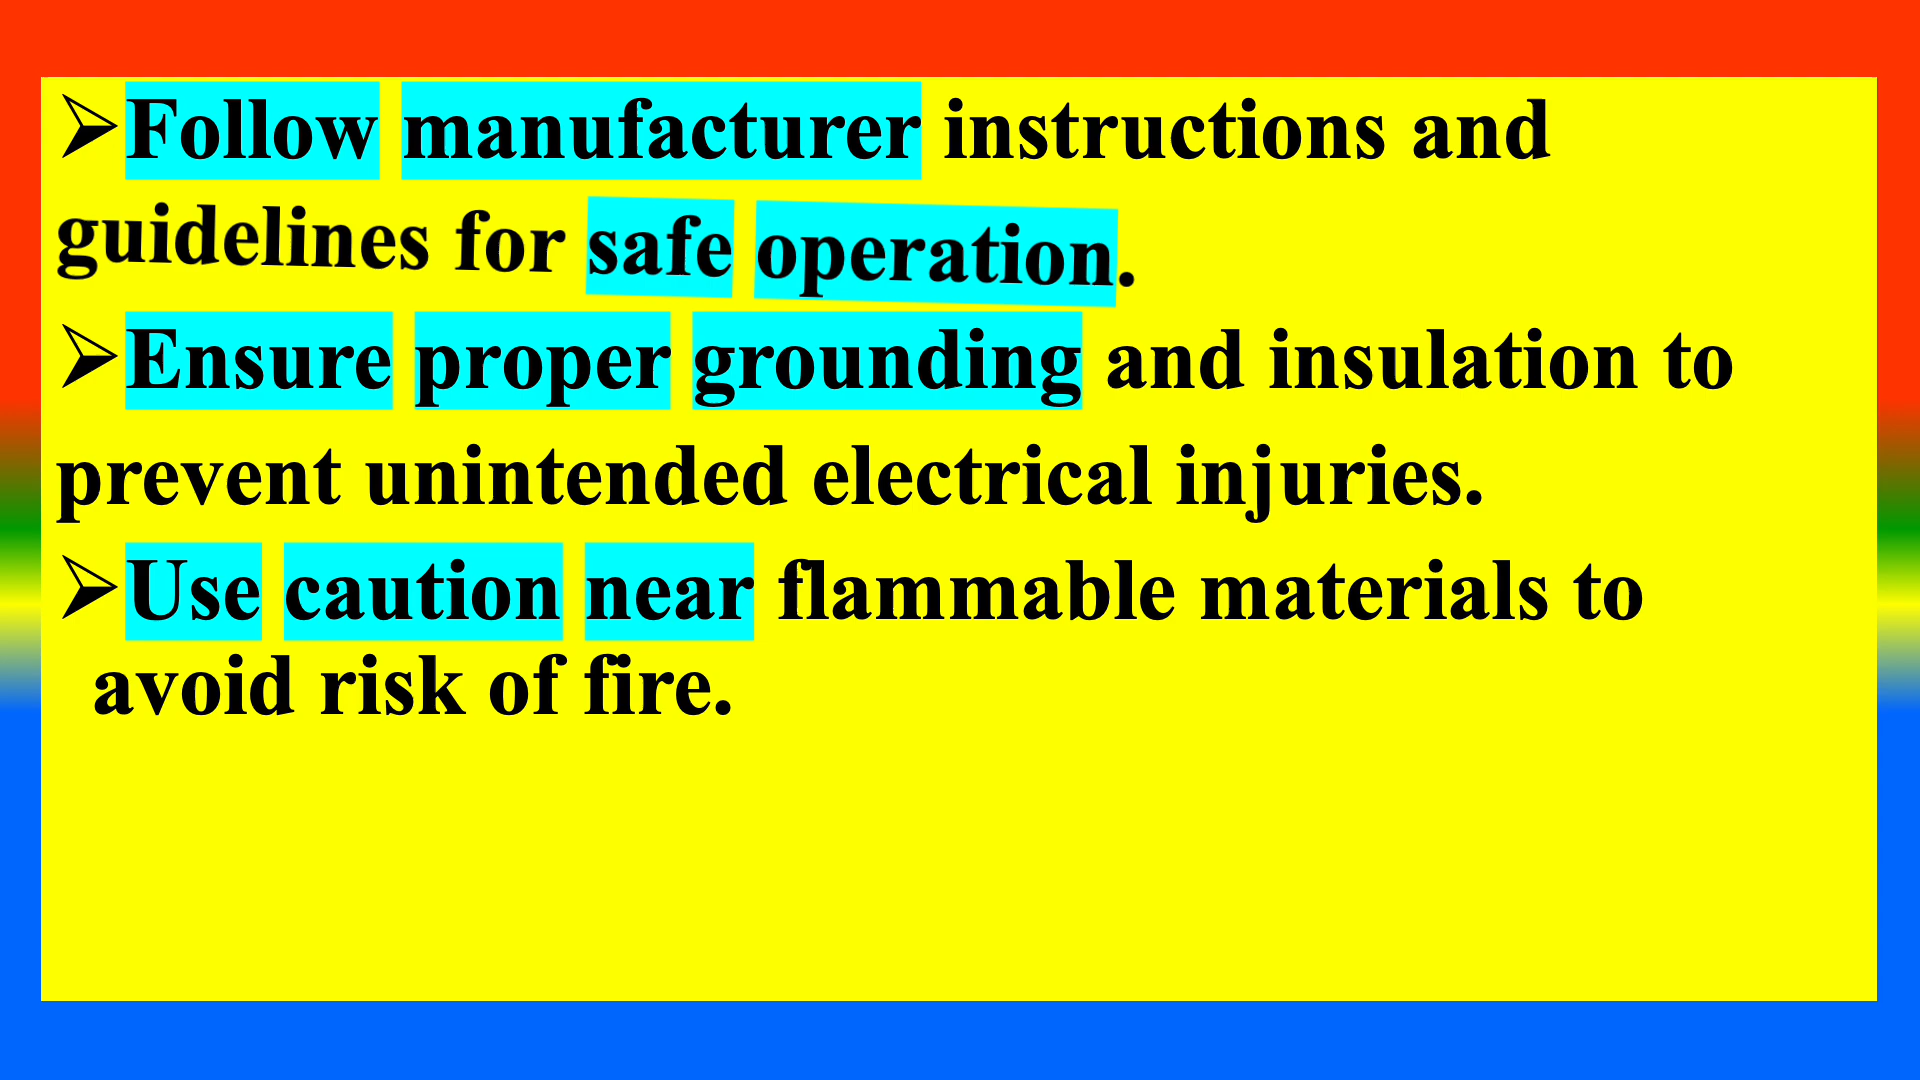 ➢Follow manufacturer instructions and
guidelines for safe operation.
➢Ensure proper grounding and insulation to
prevent unintended electrical injuries.
➢Use caution near flammable materials to
avoid risk of fire.